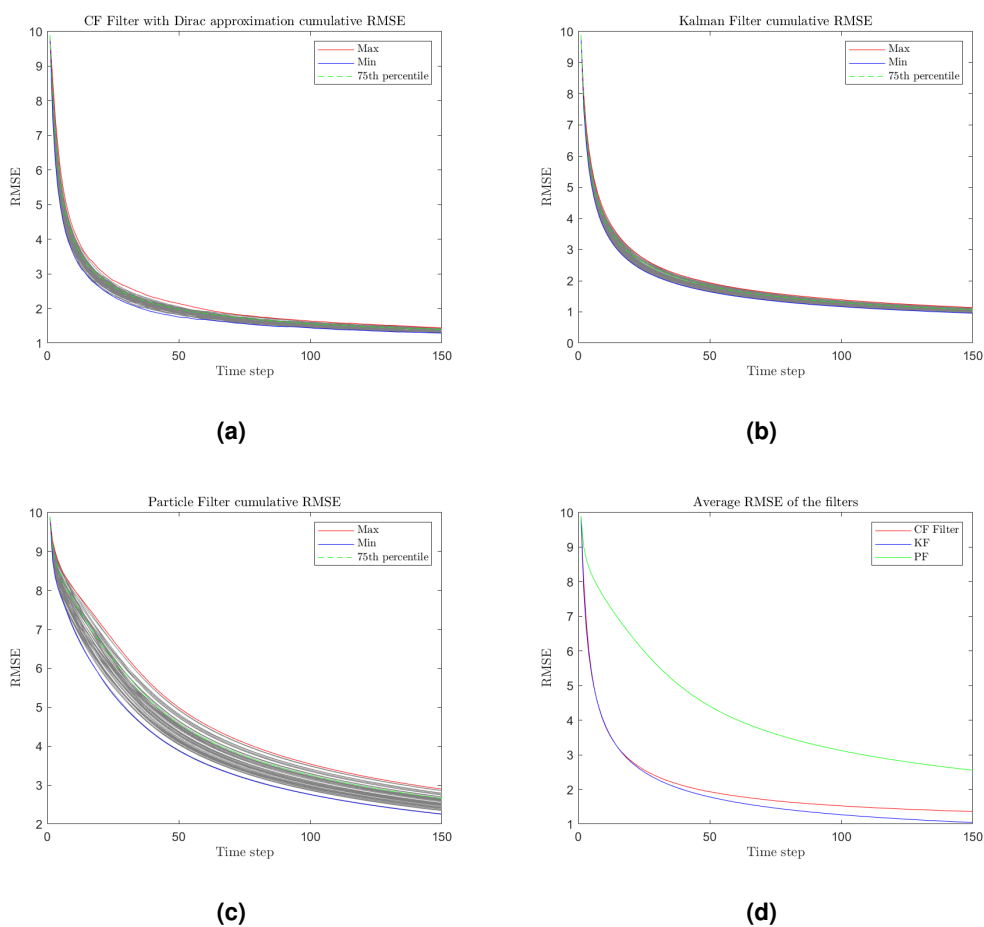 CF Filter with Dirac approximation cumulative RMSE
10
9
8
7
6
5
4
3
2
1
RMSE
Max
Min
75th percentile
0
50
100
150
Time step
(a)
Kalman Filter cumulative RMSE
10
9
8
7
6
5
4
3
2
1
0
RMSE
Max
Min
75th percentile
0
50
100
150
Time step
(b)
Particle Filter cumulative RMSE
10
9
8
7
6
5
4
3
2
RMSE
Max
Min
75th percentile
0
50
100
150
Time step
(c)
Average RMSE of the filters
10
9
8
7
6
5
4
3
2
1
RMSE
CF Filter
KF
PF
0
50
100
150
Time step
(d)